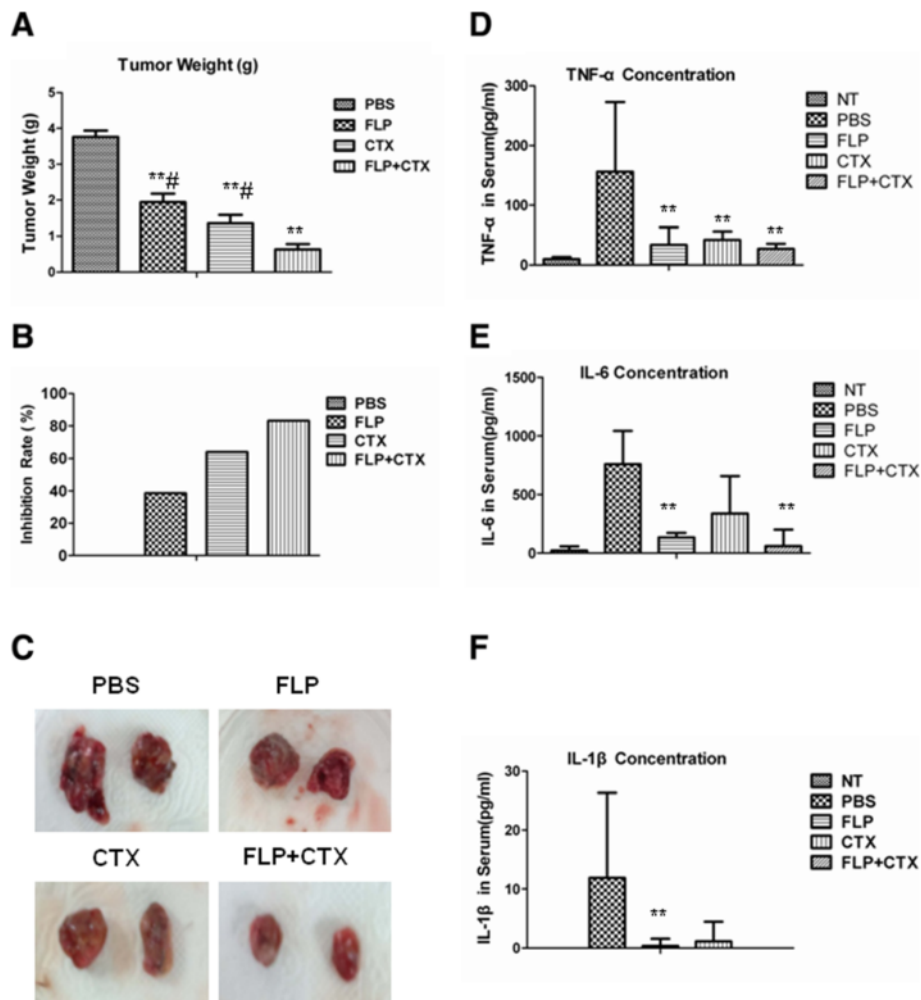 A
Tumor Weight (g)
Tumor Weight (g)
5
4
3
2
1
0
**#
**#
**
PBS
FLP
CTX
FLP+CTX
B
Inhibition Rate ( %)
100
80
60
40
20
0
PBS
FLP
CTX
FLP+CTX
C
PBS
FLP
CTX
FLP+CTX
D
TNF-α Concentration
TNF-α in Serum(pg/ml)
300
200
100
0
**
**
**
NT
PBS
FLP
CTX
FLP+CTX
E
IL-6 Concentration
IL-6 in Serum(pg/ml)
1500
1000
500
0
**
**
NT
PBS
FLP
CTX
FLP+CTX
F
IL-1β Concentration
IL-1β in Serum(pg/ml)
30
20
10
0
**
NT
PBS
FLP
CTX
FLP+CTX